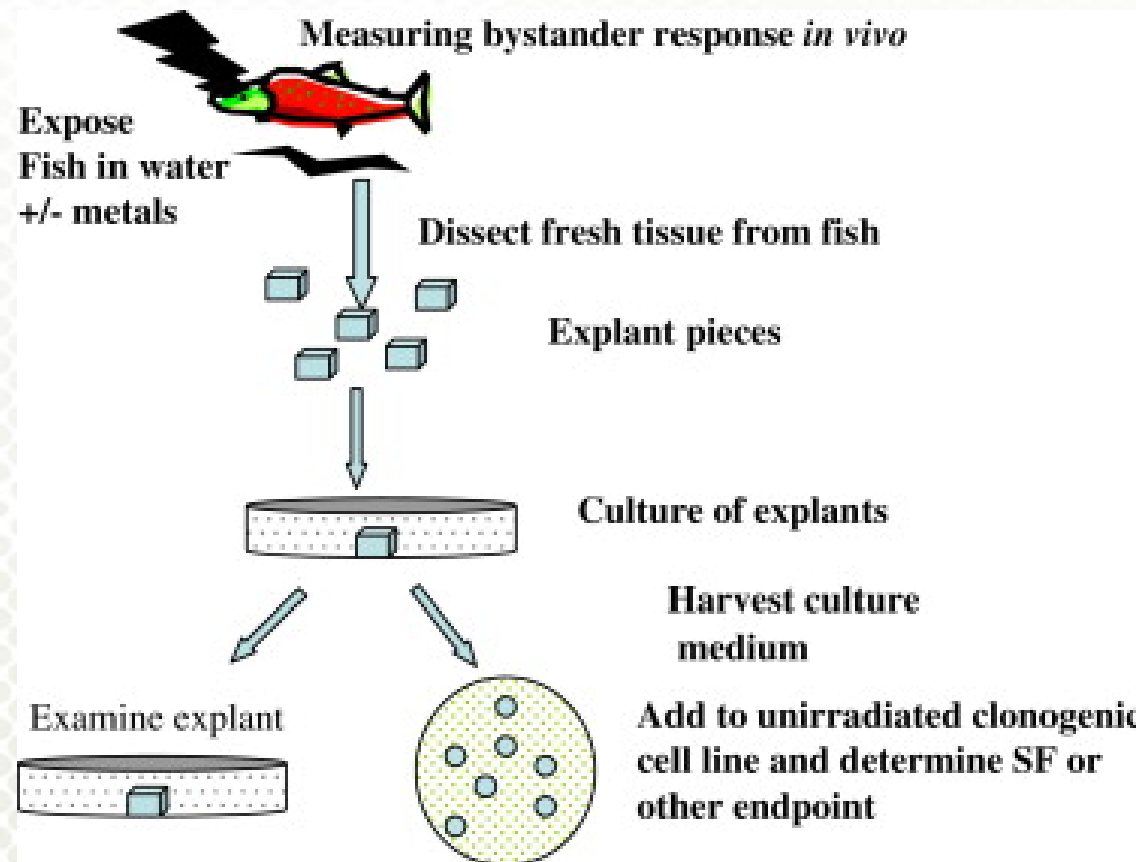 Measuring bystander response in vivo
Expose
Fish in water
+/- metals
Dissect fresh tissue from fish
Explant pieces
Culture of explants
Harvest culture
medium
Examine explant
Add to unirradiated clonogenic
cell line and determine SF or
other endpoint